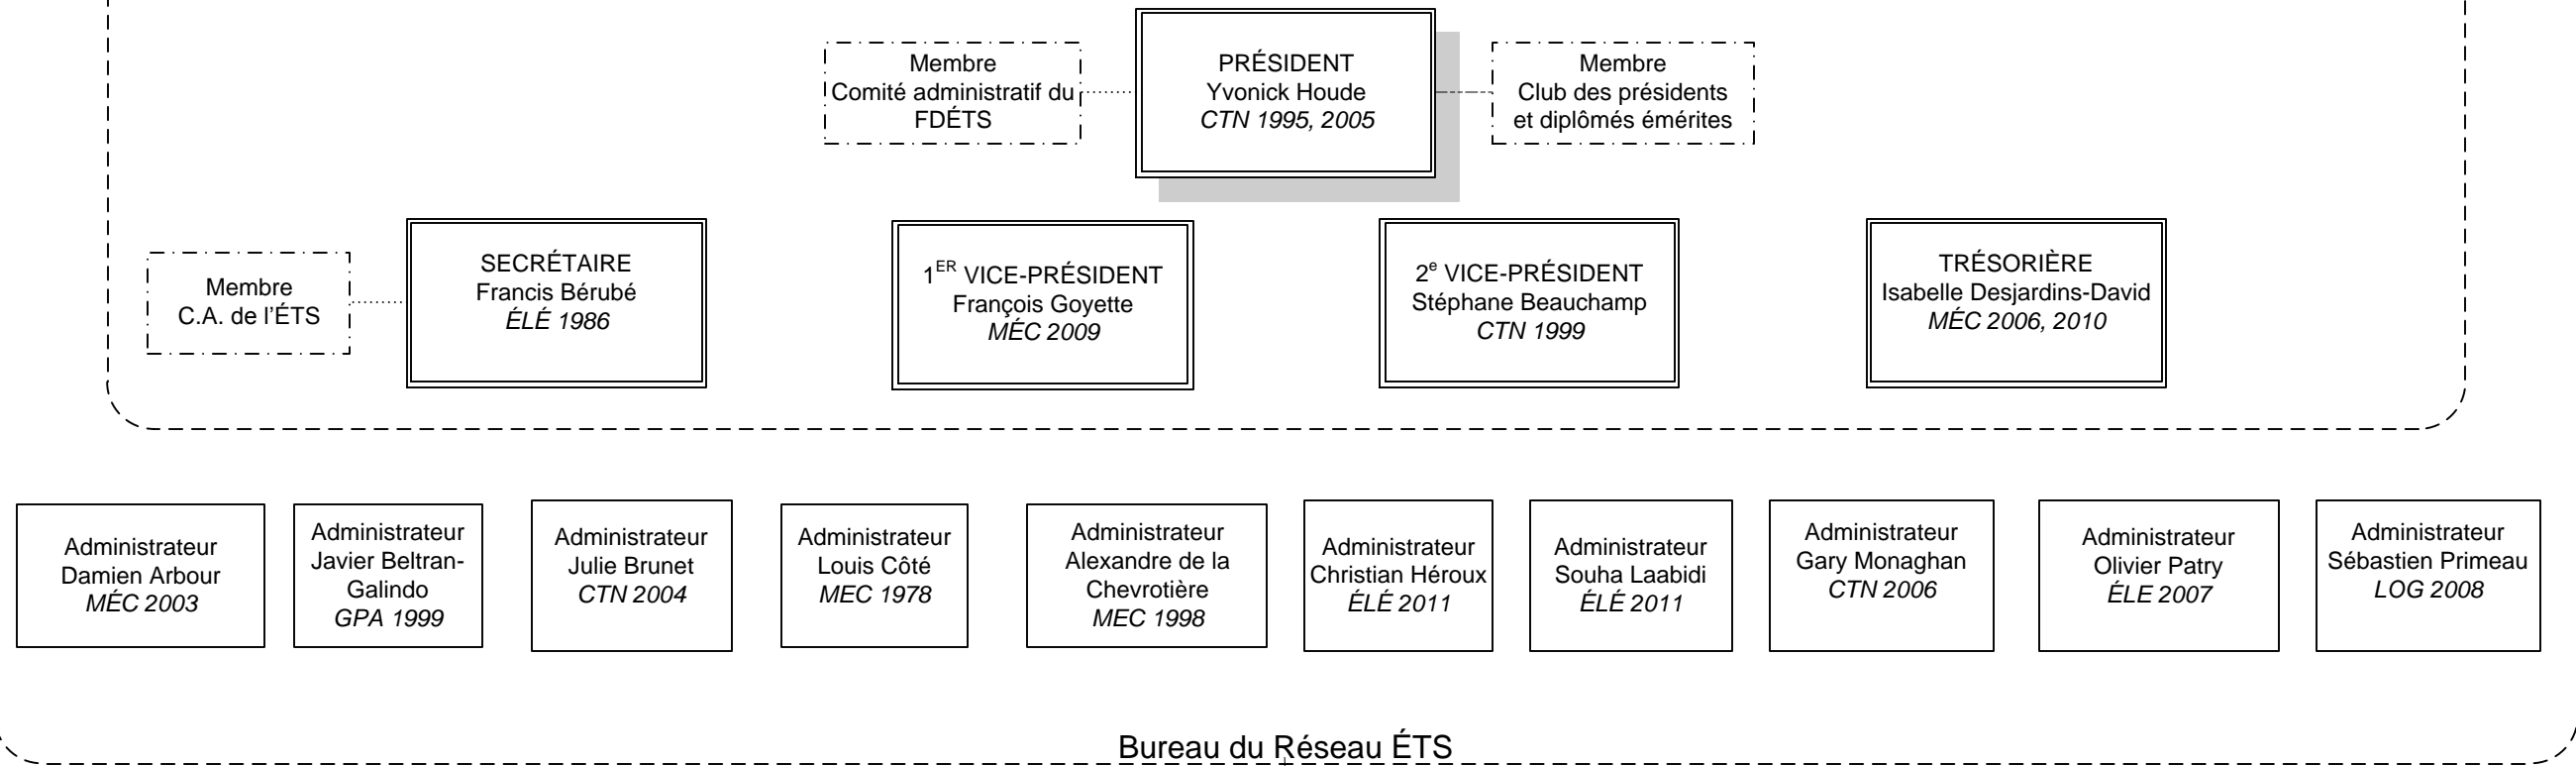 Membre
Comité administratif du
FDÉTS
PRÉSIDENT
Yvonick Houde
CTN 1995, 2005
Membre
Club des présidents
et diplômés émérites
Membre
C.A. de l'ÉTS
SECRÉTAIRE
Francis Bérubé
ÉLÉ 1986
1ER VICE-PRÉSIDENT
François Goyette
MÉC 2009
2e VICE-PRÉSIDENT
Stéphane Beauchamp
CTN 1999
TRÉSORIÈRE
Isabelle Desjardins-David
MÉC 2006, 2010
Administrateur
Damien Arbour
MÉC 2003
Administrateur
Javier Beltran-
Galindo
GPA 1999
Administrateur
Julie Brunet
CTN 2004
Administrateur
Louis Côté
MEC 1978
Administrateur
Alexandre de la
Chevrotière
MEC 1998
Administrateur
Christian Héroux
ÉLÉ 2011
Administrateur
Souha Laabidi
ÉLÉ 2011
Administrateur
Gary Monaghan
CTN 2006
Administrateur
Olivier Patry
ÉLE 2007
Administrateur
Sébastien Primeau
LOG 2008
Bureau du Réseau ÉTS